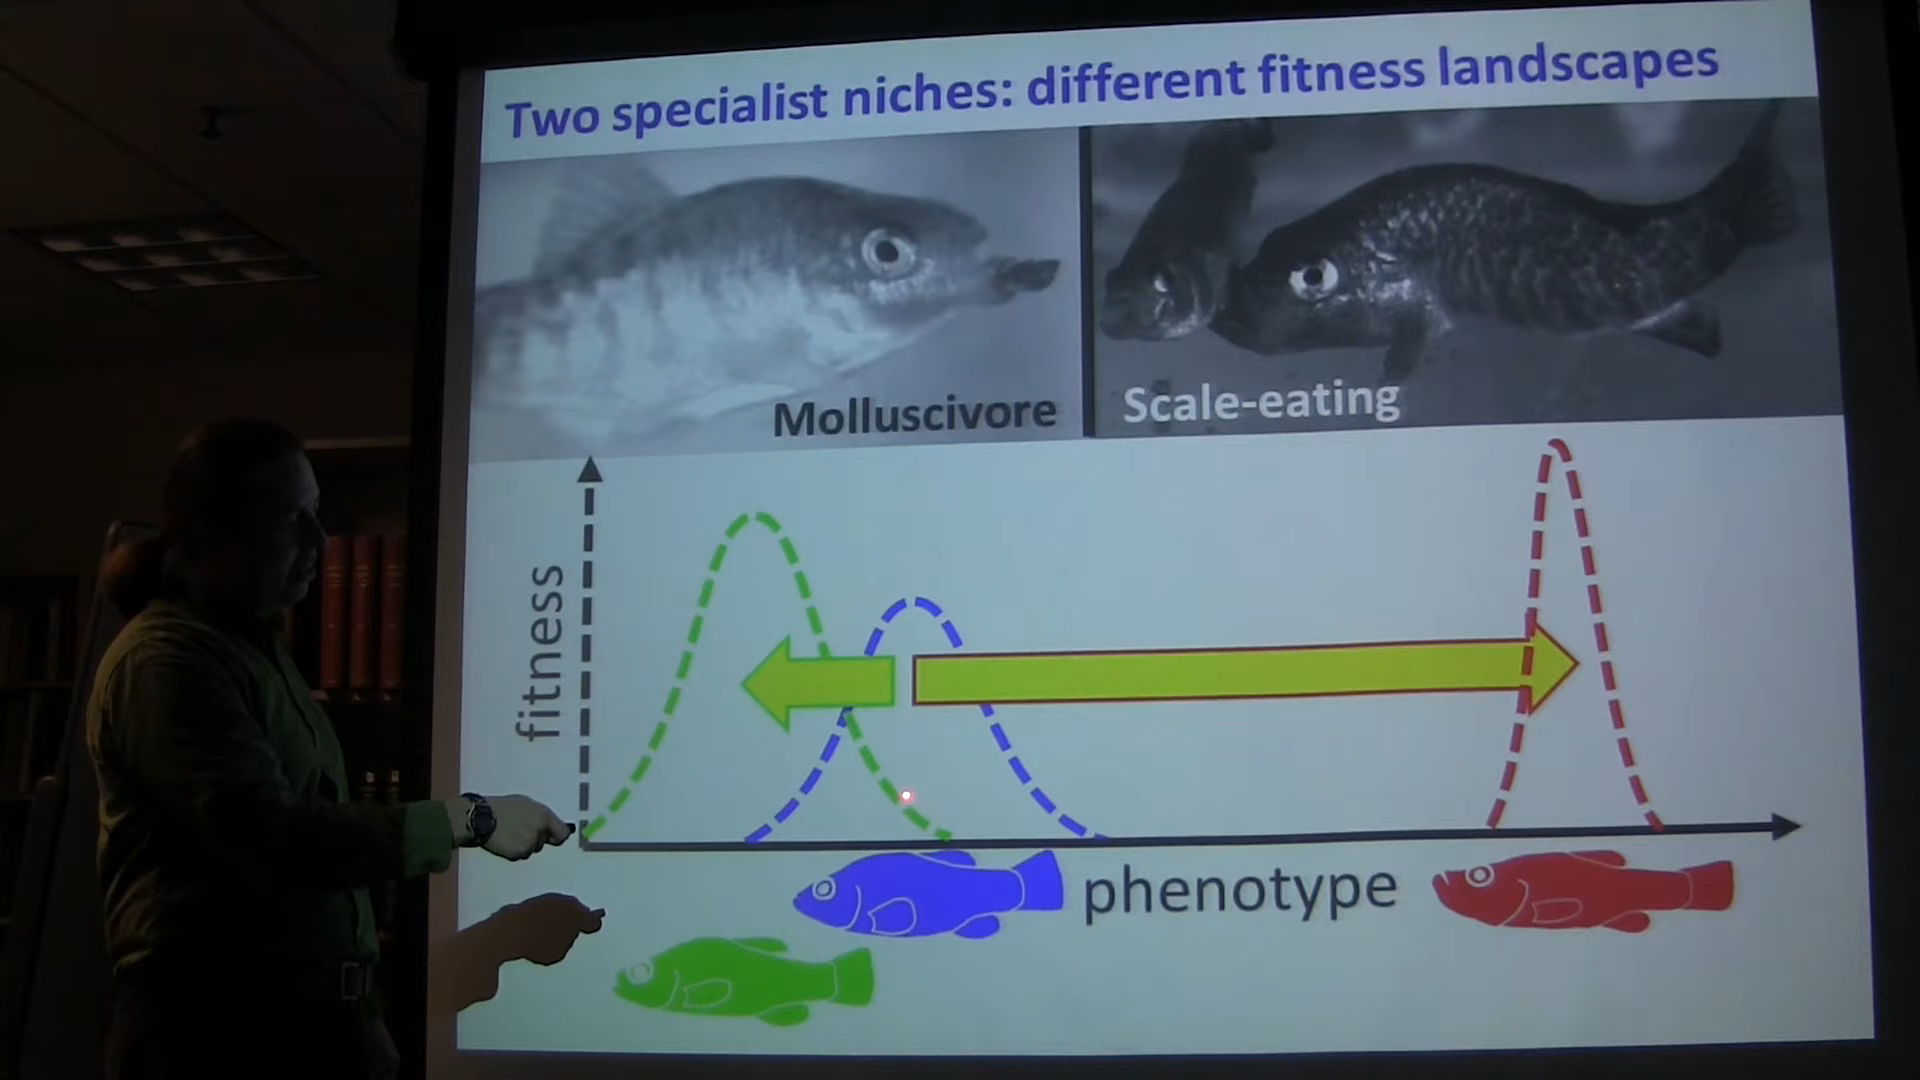 Two specialist niches: different fitness landscapes
Molluscivore
Scale-eating
fitness
phenotype